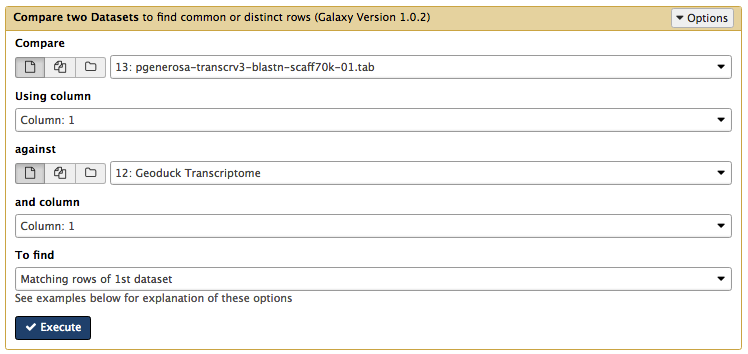 Compare two Datasets to find common or distinct rows (Galaxy Version 1.0.2)
Options
Compare
13: pgenerosa-transcrv3-blastn-scaff70k-01.tab
Using column
Column: 1
against
12: Geoduck Transcriptome
and column
Column: 1
To find
Matching rows of 1st dataset
See examples below for explanation of these options
Execute